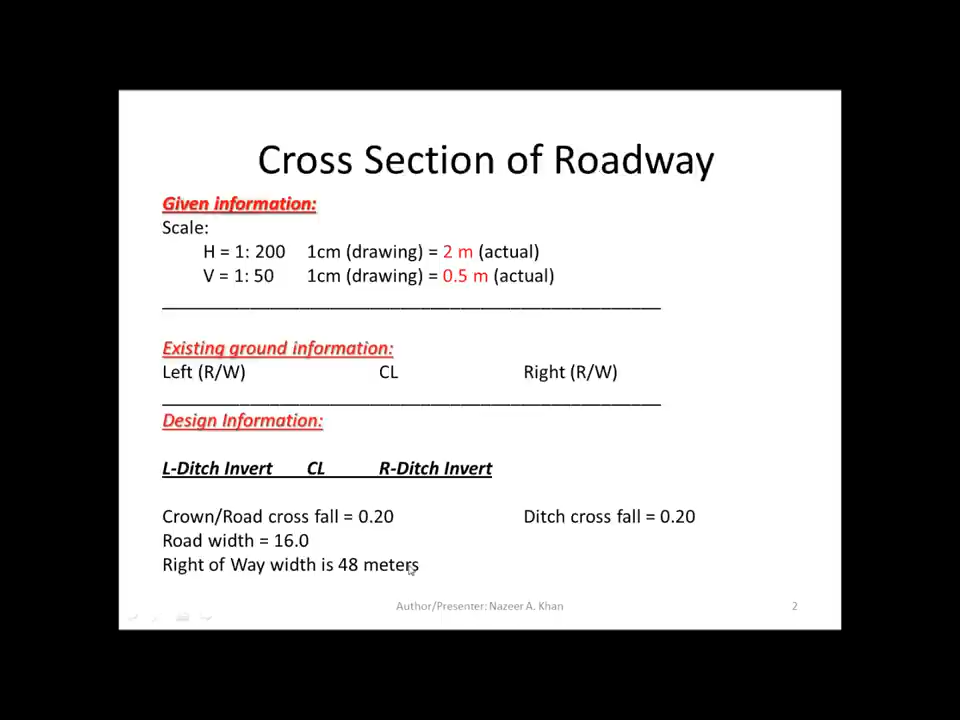 Cross Section of Roadway
Given information:
Scale:
H = 1: 200 1cm (drawing) = 2 m (actual)
V = 1: 50 1cm (drawing) = 0.5 m (actual)
Existing ground information:
Left (R/W) CL Right (R/W)
Design Information:
L-Ditch Invert CL R-Ditch Invert
Crown/Road cross fall = 0.20 Ditch cross fall = 0.20
Road width = 16.0
Right of Way width is 48 meters
Author/Presenter: Nazeer A. Khan 2